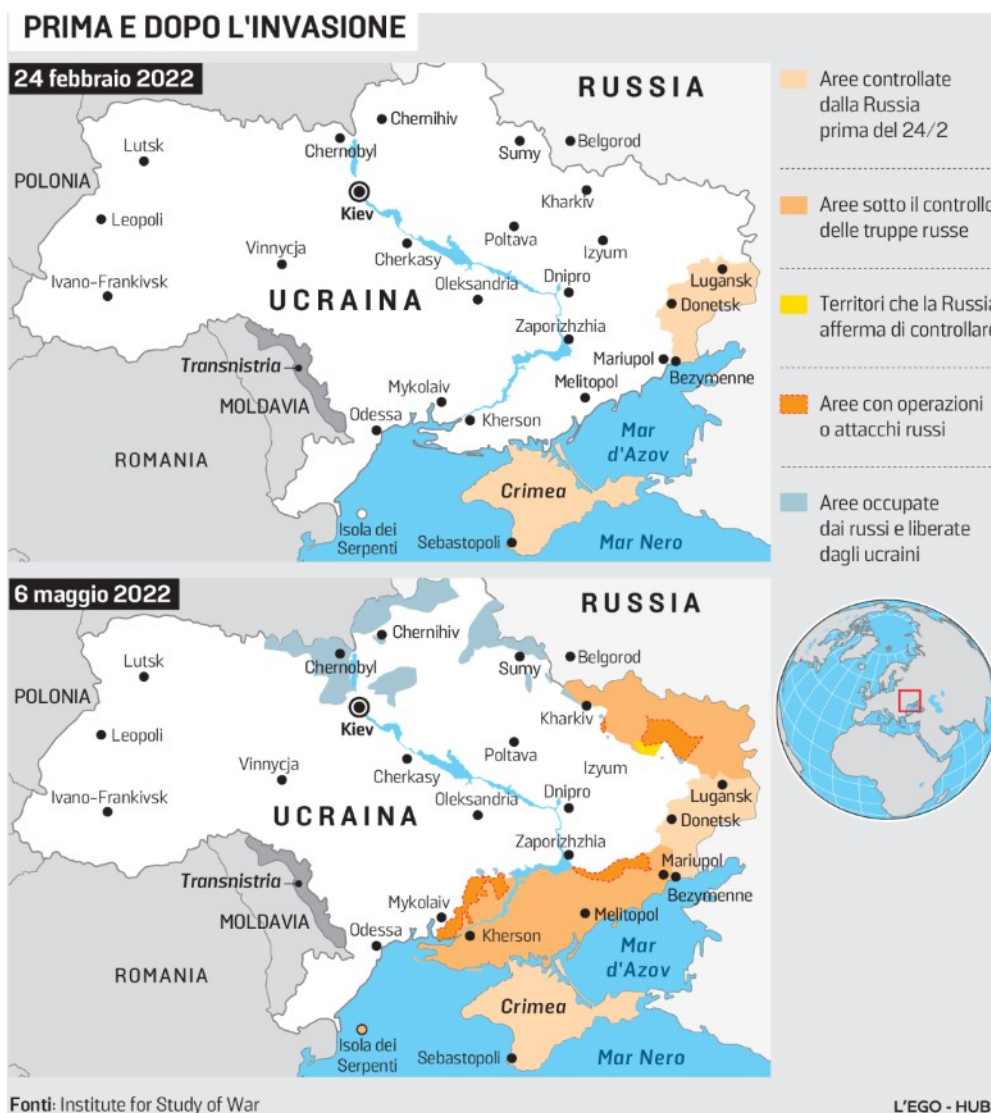 PRIMA E DOPO L'INVASIONE
24 febbraio 2022
RUSSIA
Chernihiv
Chernobyl
Sumy
Belgorod
Lutsk
POLONIA
Kiev
Kharkiv
Leopoli
Poltava
Izyum
Vinnycja
Cherkasy
Ivano-Frankivsk
Oleksandria
Dnipro
Lugansk
UCRAINA
Donetsk
Zaporizhzhia
Transnistria
Mariupol
Bezymenne
MOLDAVIA
Mykolaiv
Melitopol
Odessa
Kherson
Mar
d'Azov
ROMANIA
Crimea
Isola dei
Serpenti
Sebastopoli
Mar Nero
Aree controllate
dalla Russia
prima del 24/2
Aree sotto il controllo
delle truppe russe
Territori che la Russia
afferma di controllare
Aree con operazioni
o attacchi russi
Aree occupate
dai russi e liberate
dagli ucraini
6 maggio 2022
RUSSIA
Chernihiv
Chernobyl
Sumy
Belgorod
Lutsk
POLONIA
Kiev
Kharkiv
Leopoli
Poltava
Izyum
Vinnycja
Cherkasy
Ivano-Frankivsk
Oleksandria
Dnipro
Lugansk
UCRAINA
Donetsk
Zaporizhzhia
Transnistria
Mariupol
Bezymenne
MOLDAVIA
Mykolaiv
Melitopol
Odessa
Kherson
Mar
d'Azov
ROMANIA
Crimea
Isola dei
Serpenti
Sebastopoli
Mar Nero
Fonti: Institute for Study of War
L'EGO - HUB